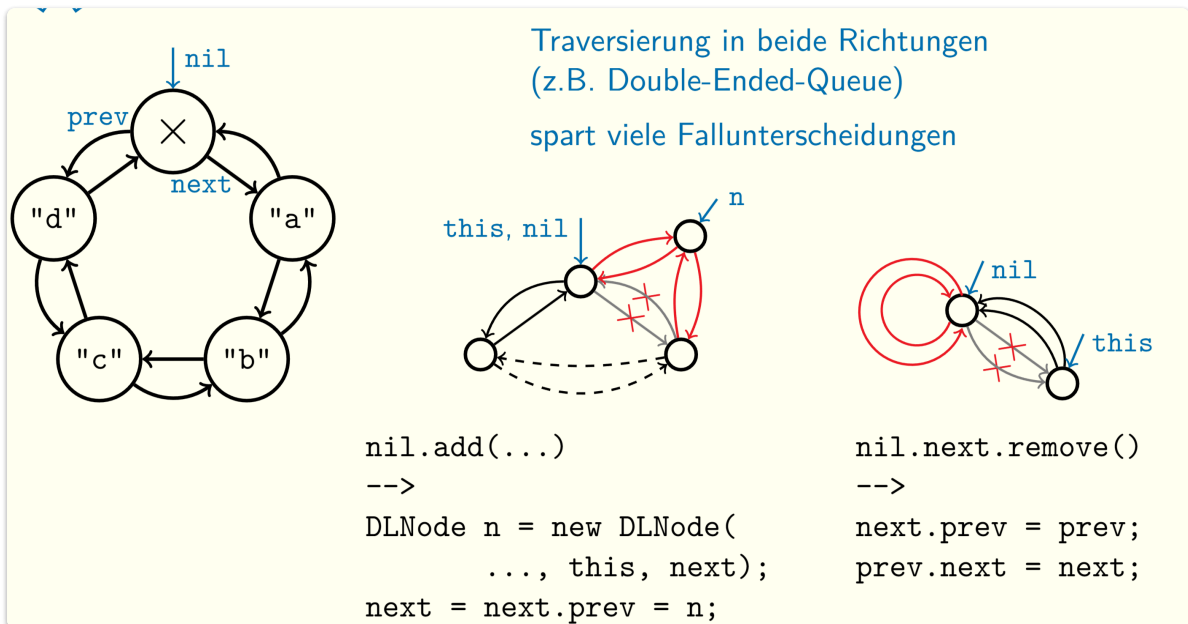 nil
prev
×
next
"d"
"a"
"c"
"b"
Traversierung in beide Richtungen
(z.B. Double-Ended-Queue)
spart viele Fallunterscheidungen
this, nil
n
nil
this
nil.add(...)
-->
DLNode n = new DLNode(
..., this, next);
next = next.prev = n;
nil.next.remove()
-->
next.prev = prev;
prev.next = next;